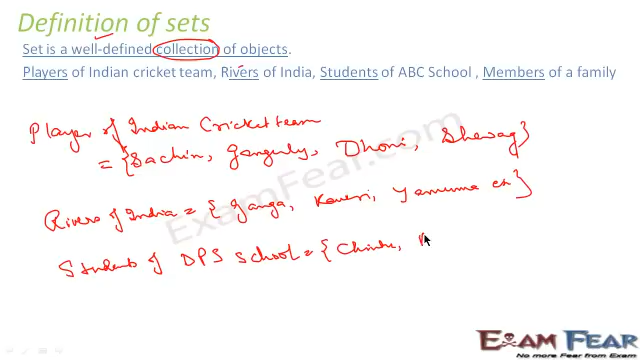 Definition of sets
Set is a well-defined collection of objects.
Players of Indian cricket team, Rivers of India, Students of ABC School , Members of a family
Player of Indian Cricket team
= {Sachin, Ganguly, Dhoni, Shewag}
Rivers of India = { Ganga, Kaveri, Yamuna etc }
Students of DPS School = { Chintu,
ExamFear.com
EXAM FEAR
No more Fear from Exam